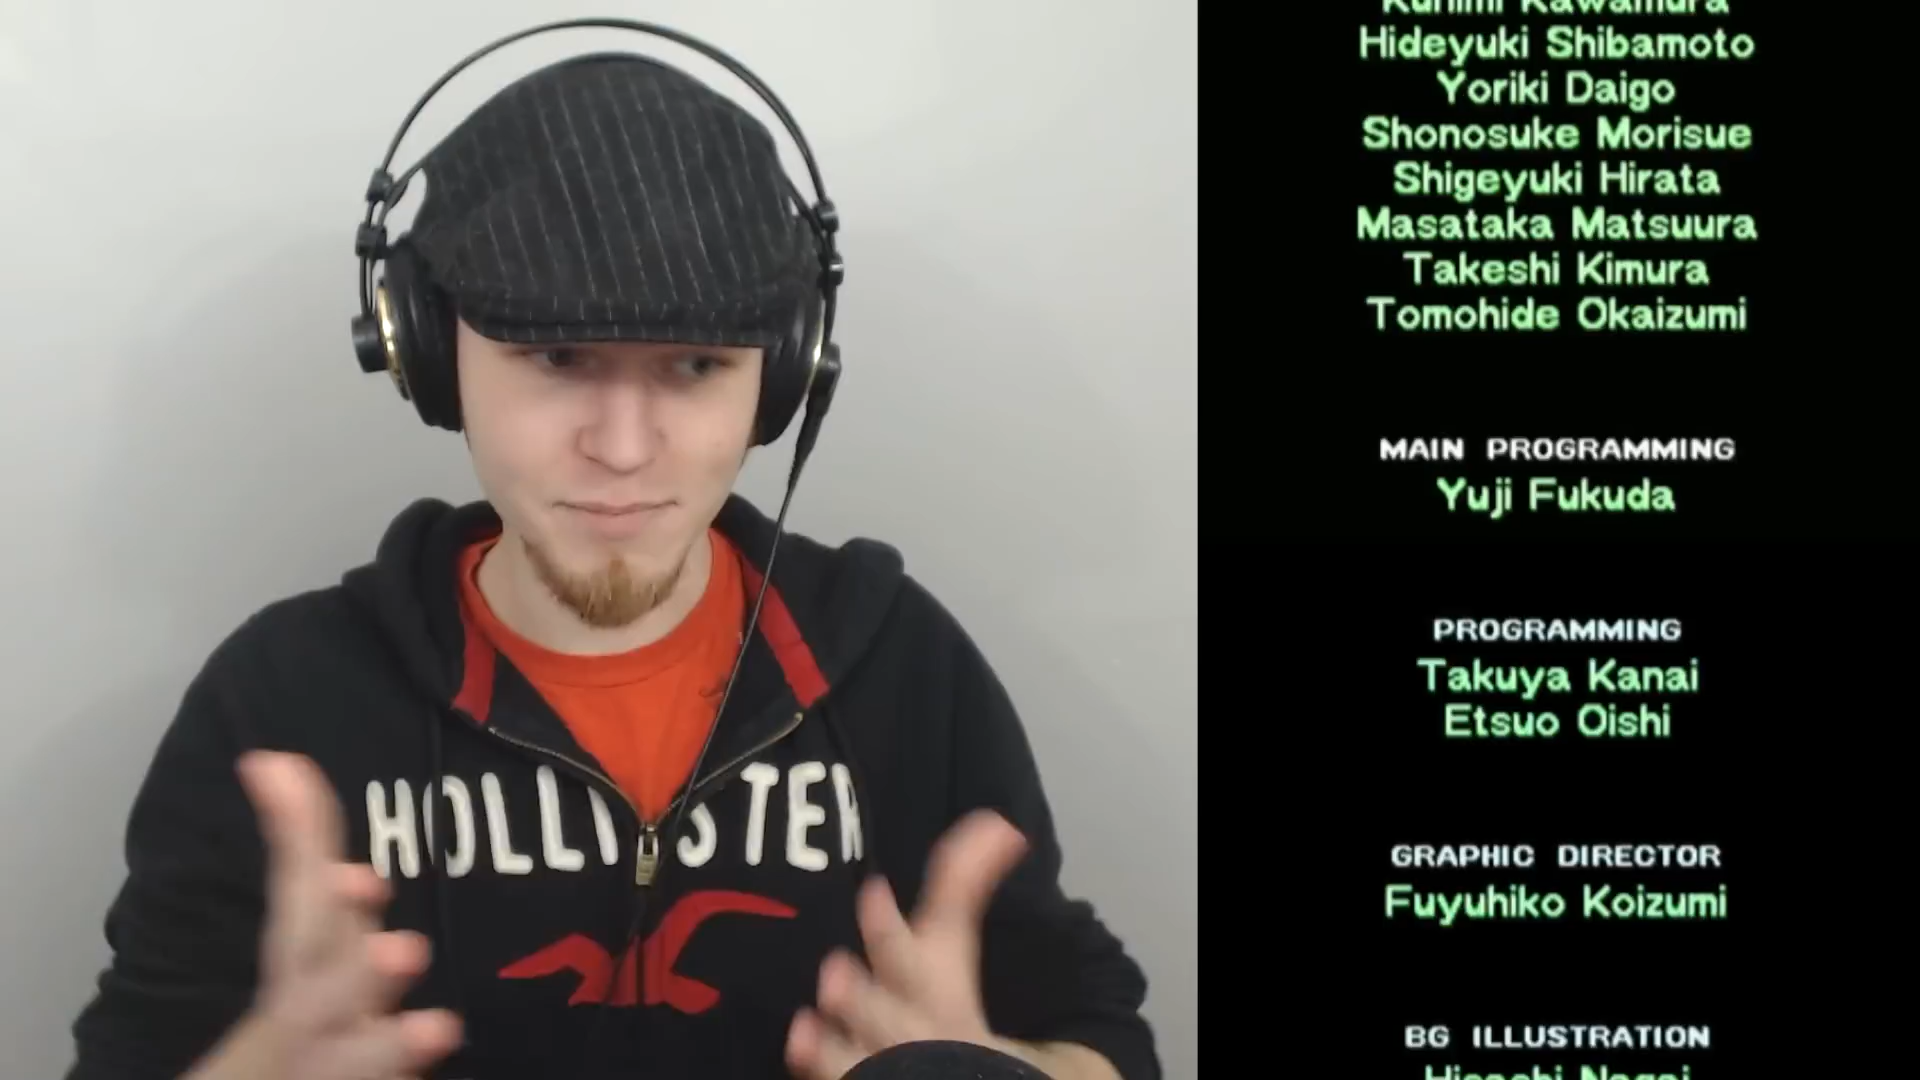 HOLLISTER
Hideyuki Shibamoto
Yoriki Daigo
Shonosuke Morisue
Shigeyuki Hirata
Masataka Matsuura
Takeshi Kimura
Tomohide Okaizumi
MAIN PROGRAMMING
Yuji Fukuda
PROGRAMMING
Takuya Kanai
Etsuo Oishi
GRAPHIC DIRECTOR
Fuyuhiko Koizumi
BG ILLUSTRATION